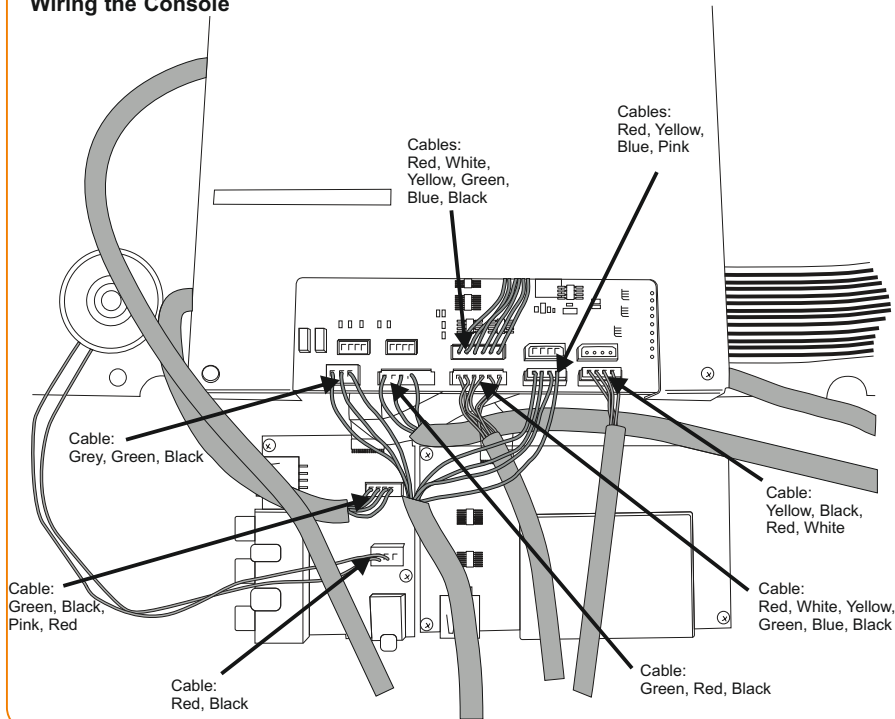 Wiring the Console
Cables:
Red, Yellow,
Blue, Pink
Cables:
Red, White,
Yellow, Green,
Blue, Black
Cable:
Grey, Green, Black
Cable:
Yellow, Black,
Red, White
Cable:
Green, Black,
Pink, Red
Cable:
Red, White, Yellow,
Green, Blue, Black
Cable:
Green, Red, Black
Cable:
Red, Black